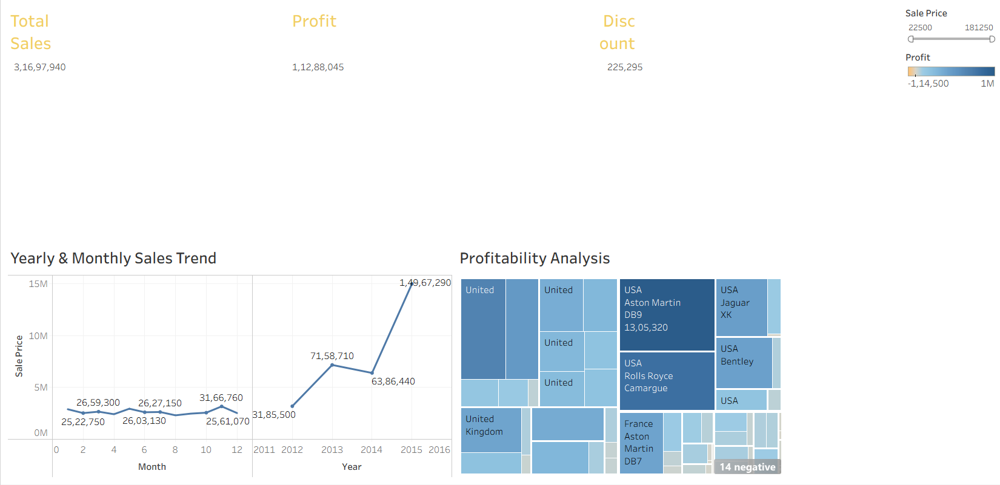 Total
Sales
3,16,97,940
Profit
1,12,88,045
Disc
ount
225,295
Sale Price
22500 181250
Profit
-1,14,500 1M
Yearly & Monthly Sales Trend
Sale Price
15M
10M
5M
0M
26,59,300
25,22,750
26,27,150
26,03,130
31,66,760
25,61,070
0 2 4 6 8 10 12
Month
31,85,500
71,58,710
63,86,440
1,49,67,290
2011 2012 2013 2014 2015 2016
Year
Profitability Analysis
United
United
United
United
United
Kingdom
USA
Aston Martin
DB9
13,05,320
USA
Rolls Royce
Camargue
USA
Jaguar
XK
USA
Bentley
USA
France
Aston
Martin
DB7
14 negative